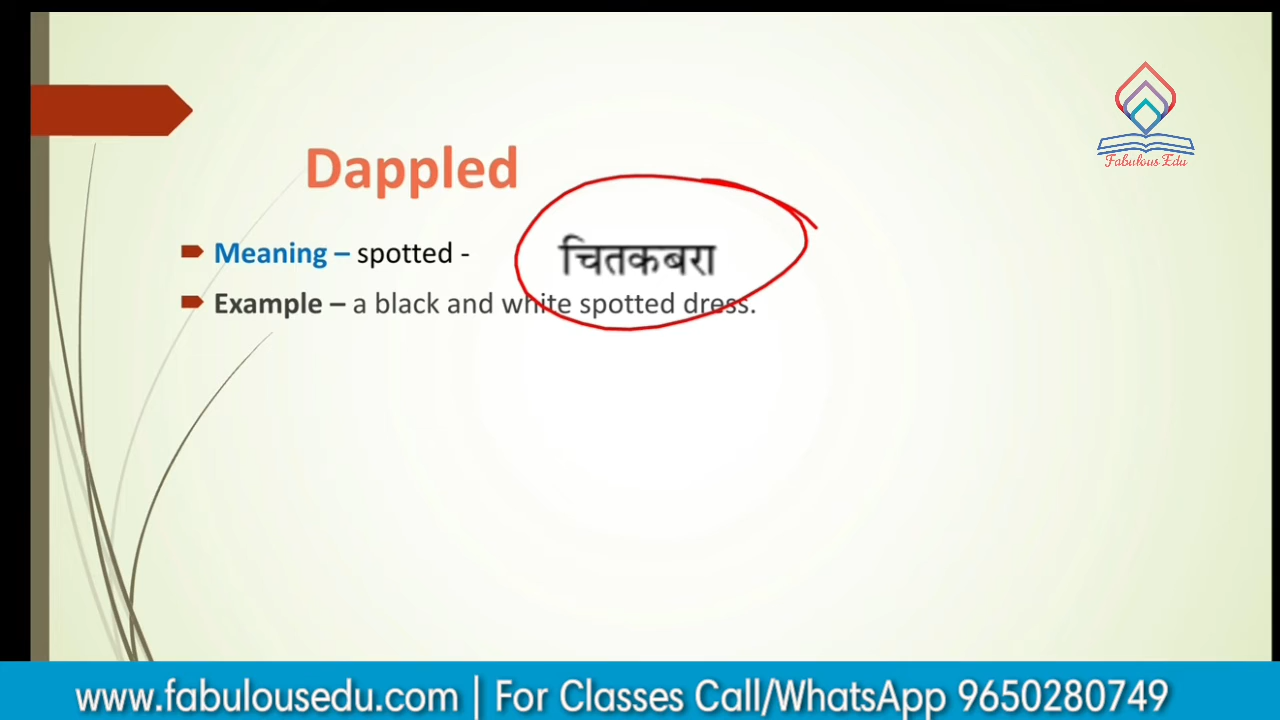 Fabulous Edu
Dappled
Meaning – spotted - चितकबरा
Example – a black and white spotted dress.
www.fabulousedu.com | For Classes Call/WhatsApp 9650280749